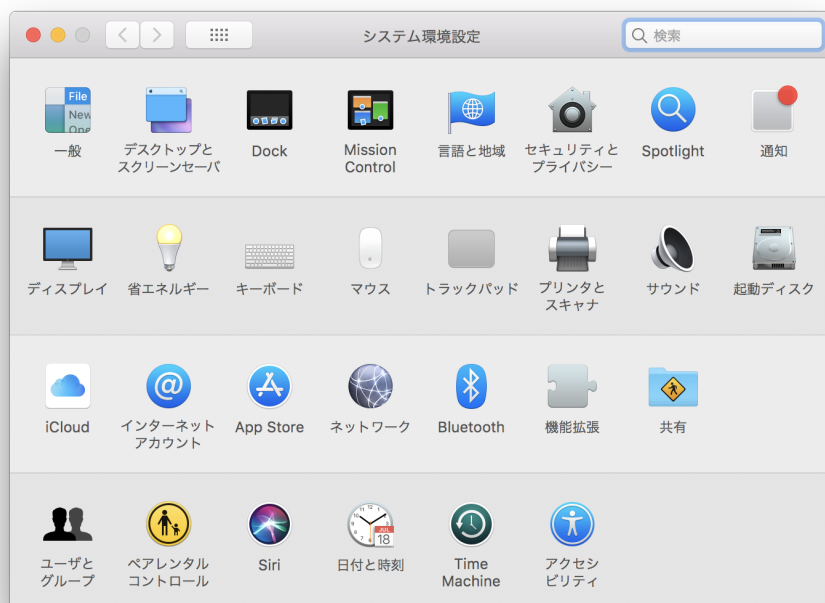 システム環境設定
検索
File
New
Ope
一般
デスクトップと
スクリーンセーバ
Dock
Mission
Control
言語と地域
セキュリティと
プライバシー
Spotlight
通知
ディスプレイ
省エネルギー
キーボード
マウス
トラックパッド
プリンタと
スキャナ
サウンド
起動ディスク
iCloud
@
インターネット
アカウント
App Store
ネットワーク
Bluetooth
機能拡張
共有
ユーザと
グループ
ペアレンタル
コントロール
Siri
JUL
18
日付と時刻
Time
Machine
アクセシ
ビリティ